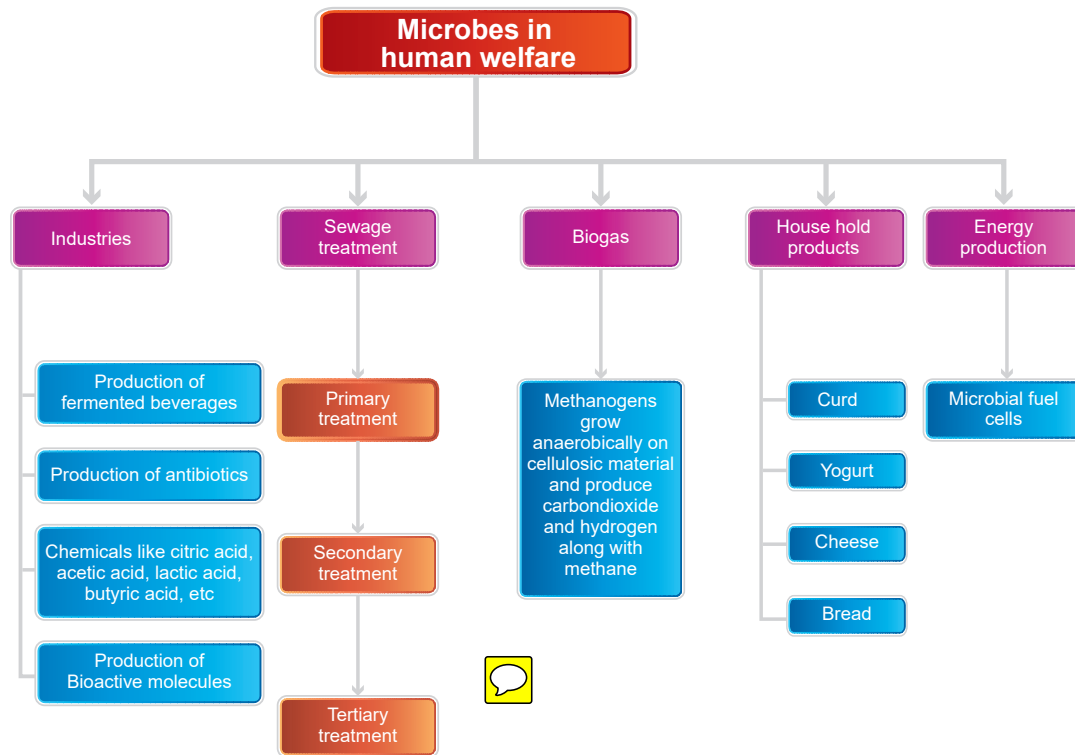 Microbes in
human welfare
Industries
Production of
fermented beverages
Production of antibiotics
Chemicals like citric acid,
acetic acid, lactic acid,
butyric acid, etc
Production of
Bioactive molecules
Sewage
treatment
Primary
treatment
Secondary
treatment
Tertiary
treatment
Biogas
Methanogens
grow
anaerobically on
cellulosic material
and produce
carbondioxide
and hydrogen
along with
methane
House hold
products
Curd
Yogurt
Cheese
Bread
Energy
production
Microbial fuel
cells